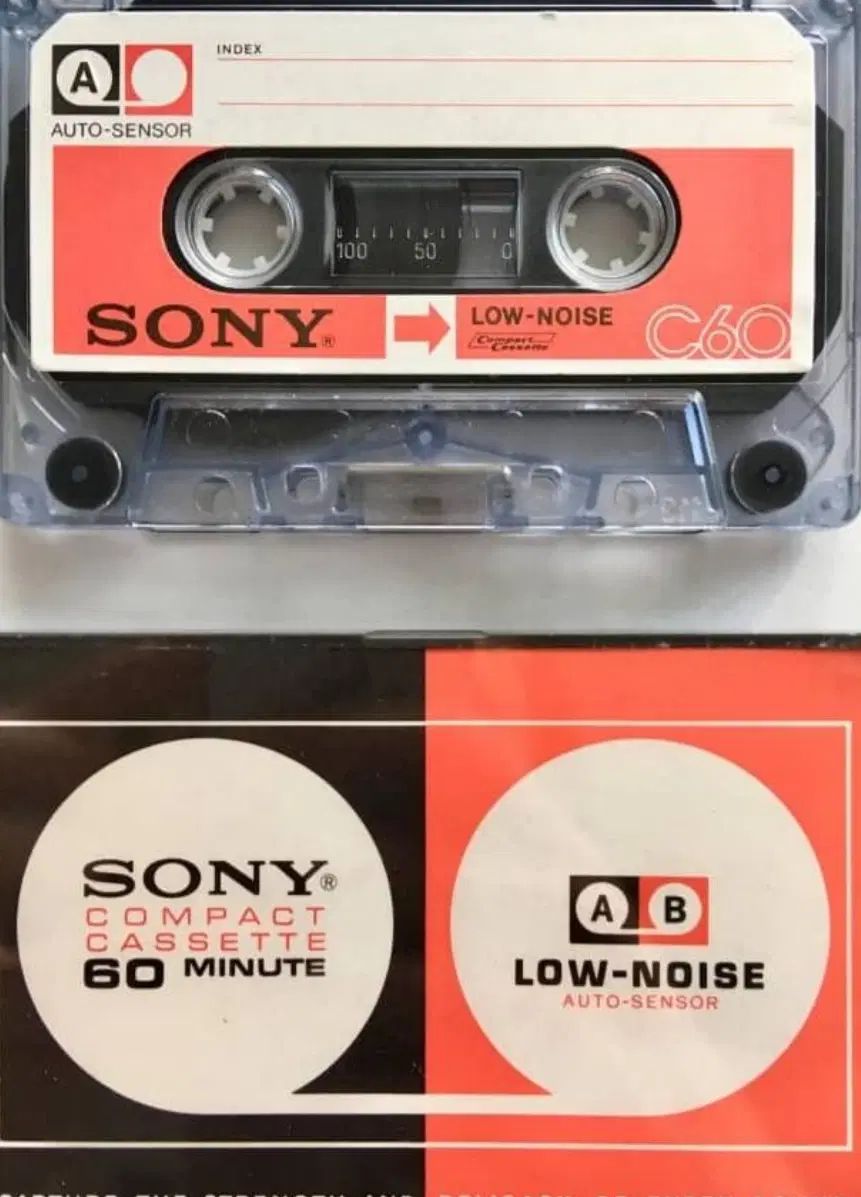 A
INDEX
AUTO-SENSOR
100 50 0
SONY®
LOW-NOISE
Compact
Cassette
C60
SONY®
COMPACT
CASSETTE
60 MINUTE
A B
LOW-NOISE
AUTO-SENSOR